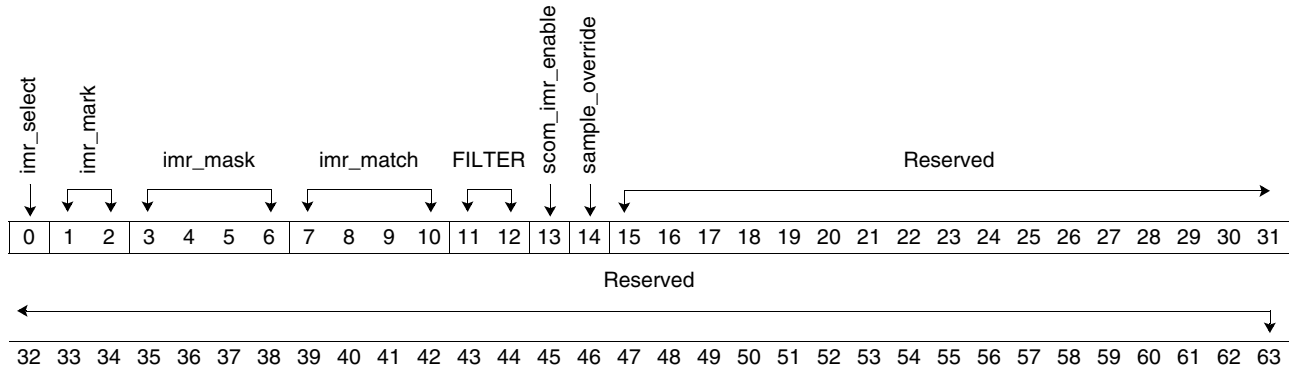 imr_select
imr_mark
imr_mask
imr_match
FILTER
scom_imr_enable
sample_override
Reserved
0 1 2 3 4 5 6 7 8 9 10 11 12 13 14 15 16 17 18 19 20 21 22 23 24 25 26 27 28 29 30 31
Reserved
32 33 34 35 36 37 38 39 40 41 42 43 44 45 46 47 48 49 50 51 52 53 54 55 56 57 58 59 60 61 62 63